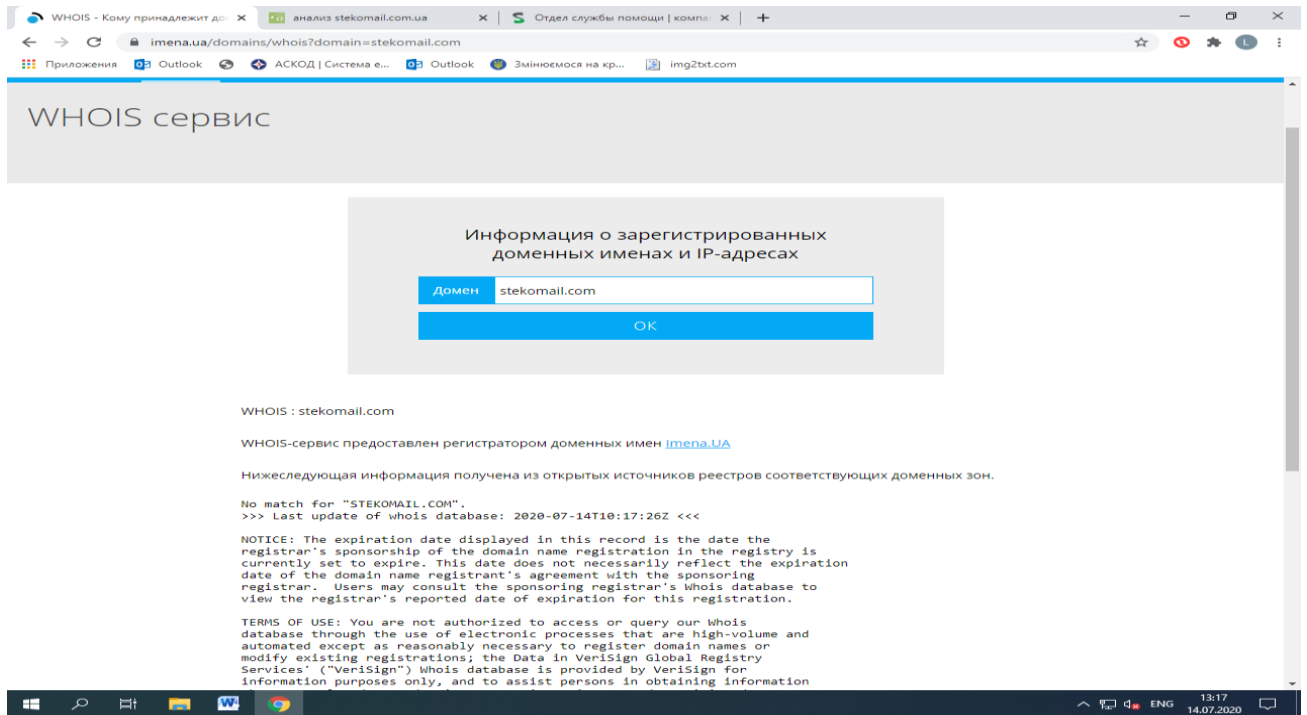 WHOIS - Кому принадлежит до
анализ stekomail.com.ua
Отдел службы помощи | компа
imena.ua/domains/whois?domain=stekomail.com
L
Приложения
Outlook
АСКОД | Система е...
Outlook
Змінюємося на кр...
img2txt.com
WHOIS сервис
Информация о зарегистрированных
доменных именах и IP-адресах
Домен
stekomail.com
ОК
WHOIS : stekomail.com
WHOIS-сервис предоставлен регистратором доменных имен Imena.UA
Нижеследующая информация получена из открытых источников реестров соответствующих доменных зон.
No match for "STEKOMAIL.COM".
>>> Last update of whois database: 2020-07-14T10:17:26Z <<<
NOTICE: The expiration date displayed in this record is the date the
registrar's sponsorship of the domain name registration in the registry is
currently set to expire. This date does not necessarily reflect the expiration
date of the domain name registrant's agreement with the sponsoring
registrar. Users may consult the sponsoring registrar's Whois database to
view the registrar's reported date of expiration for this registration.
TERMS OF USE: You are not authorized to access or query our Whois
database through the use of electronic processes that are high-volume and
automated except as reasonably necessary to register domain names or
modify existing registrations; the Data in VeriSign Global Registry
Services' ("VeriSign") Whois database is provided by VeriSign for
information purposes only, and to assist persons in obtaining information
ENG
13:17
14.07.2020